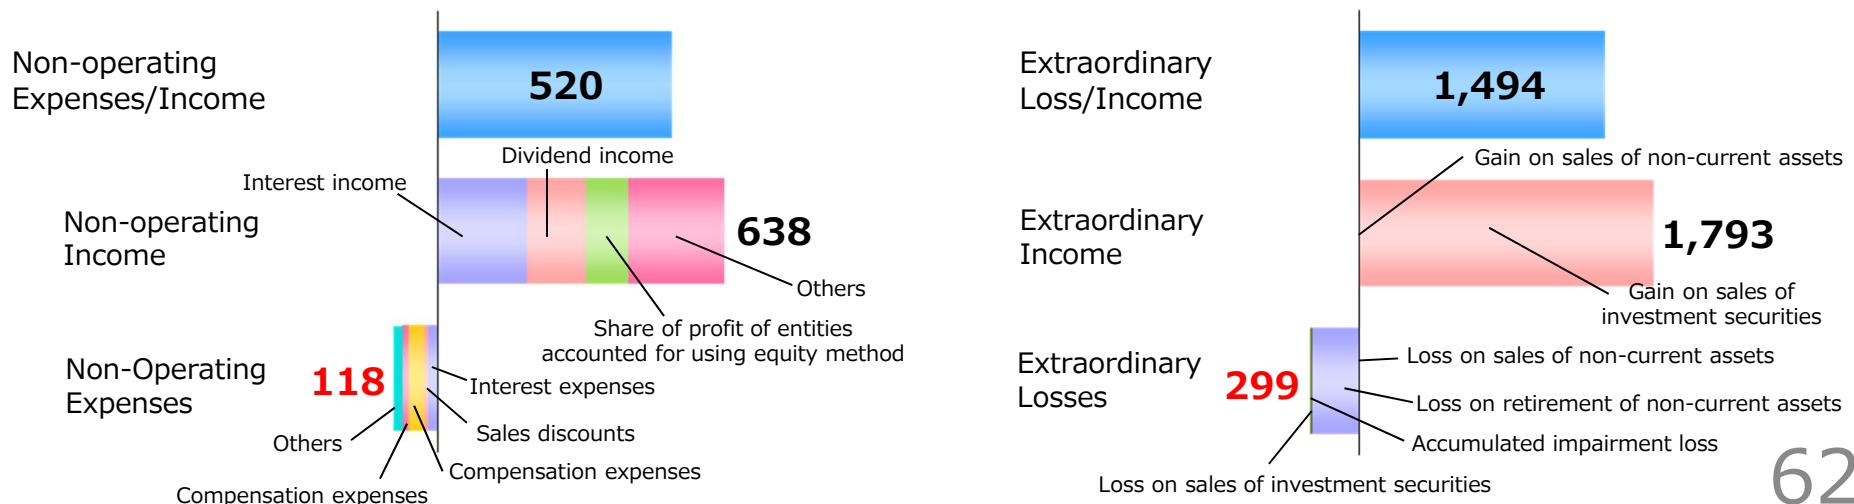 Non-operating
Expenses/Income
520
Dividend income
Interest income
Non-operating
Income
638
Others
Share of profit of entities
accounted for using equity method
Non-Operating
Expenses
118
Interest expenses
Sales discounts
Others
Compensation expenses
Compensation expenses
Extraordinary
Loss/Income
1,494
Gain on sales of non-current assets
Extraordinary
Income
1,793
Gain on sales of
investment securities
Extraordinary
Losses
299
Loss on sales of non-current assets
Loss on retirement of non-current assets
Accumulated impairment loss
Loss on sales of investment securities
62